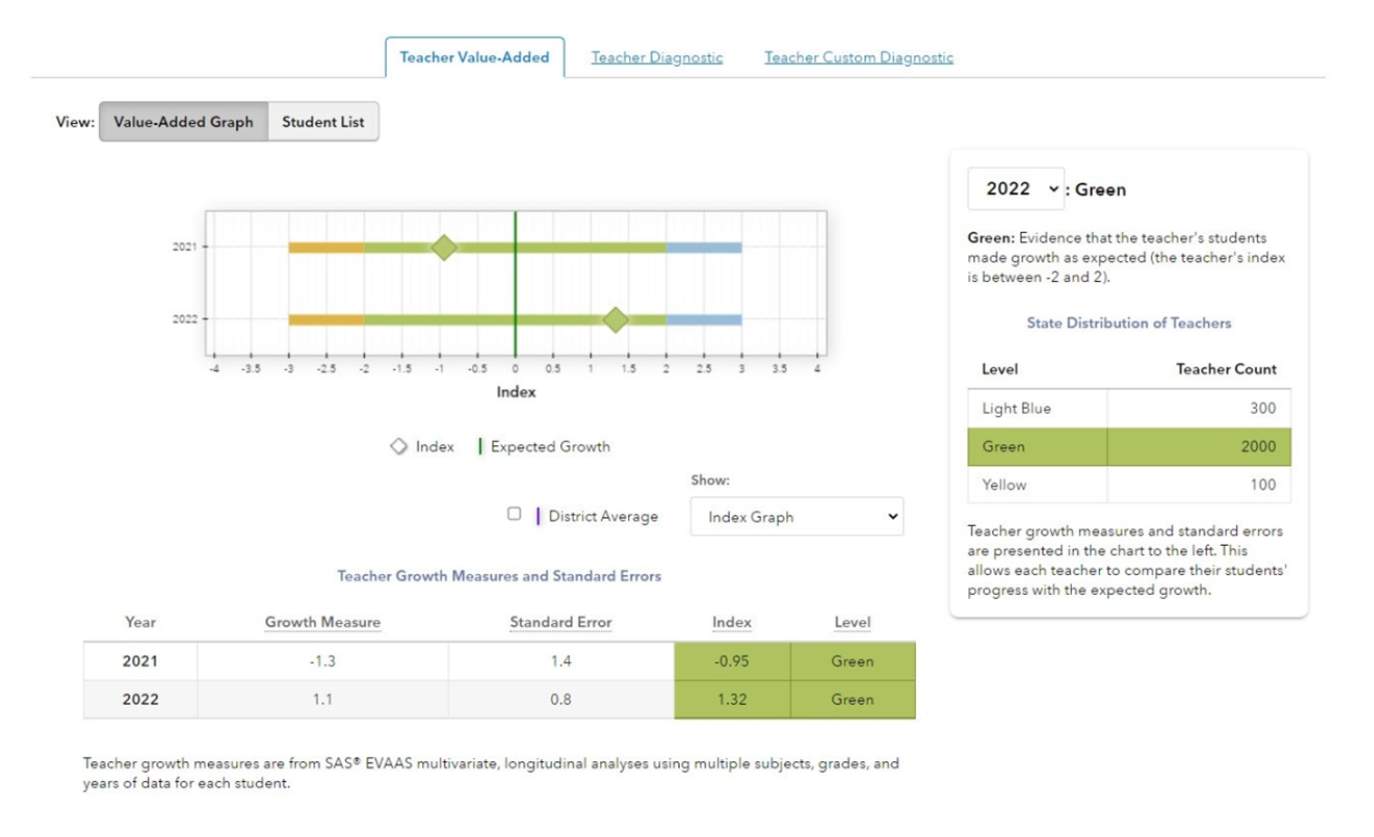 Teacher Value-Added Teacher Diagnostic Teacher Custom Diagnostic
View: Value-Added Graph Student List
2021
2022
-4 -3.5 -3 -2.5 -2 -1.5 -1 -0.5 0 0.5 1 1.5 2 2.5 3 3.5 4
Index
Index Expected Growth
Show:
District Average Index Graph
Teacher Growth Measures and Standard Errors
Year Growth Measure Standard Error Index Level
2021 -1.3 1.4 -0.95 Green
2022 1.1 0.8 1.32 Green
Teacher growth measures are from SAS® EVAAS multivariate, longitudinal analyses using multiple subjects, grades, and
years of data for each student.
2022 : Green
Green: Evidence that the teacher's students
made growth as expected (the teacher's index
is between -2 and 2).
State Distribution of Teachers
Level Teacher Count
Light Blue 300
Green 2000
Yellow 100
Teacher growth measures and standard errors
are presented in the chart to the left. This
allows each teacher to compare their students'
progress with the expected growth.